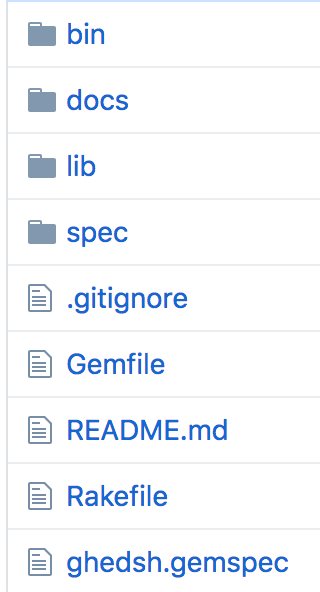 bin
docs
lib
spec
.gitignore
Gemfile
README.md
Rakefile
ghedsh.gemspec